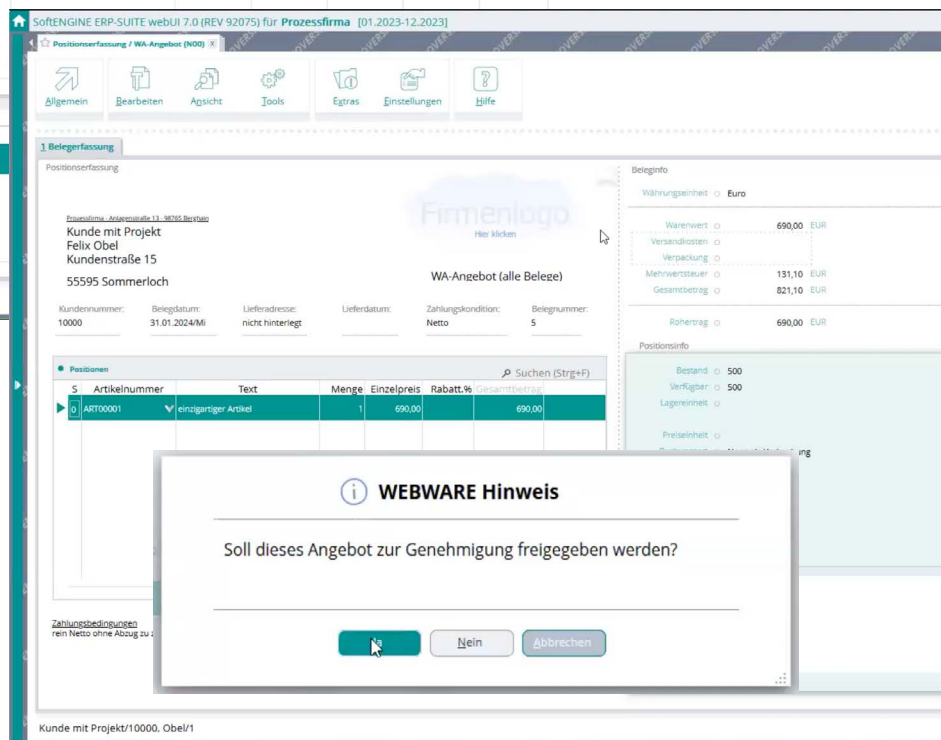 SoftENGINE ERP-SUITE webUI 7.0 (REV 92075) für Prozessfirma [01.2023-12.2023]
Positionserfassung / WA-Angebot (N00) X
Allgemein Bearbeiten Ansicht Tools Extras Einstellungen Hilfe
1 Belegerfassung
Positionserfassung
Prozessfirma - Anlagenstraße 13 - 98765 Berghain
Kunde mit Projekt
Felix Obel
Kundenstraße 15
55595 Sommerloch
Firmenlogo
Hier klicken
WA-Angebot (alle Belege)
Kundennummer: Belegdatum: Lieferadresse: Lieferdatum: Zahlungskondition: Belegnummer:
10000 31.01.2024/Mi nicht hinterlegt Netto 5
Positionen Suchen (Strg+F)
S Artikelnummer Text Menge Einzelpreis Rabatt.% Gesamtbetrag
0 ART00001 einzigartiger Artikel 1 690,00 690,00
Zahlungsbedingungen
rein Netto ohne Abzug zu
Beleginfo
Währungseinheit Euro
Warenwert 690,00 EUR
Versandkosten
Verpackung
Mehrwertsteuer 131,10 EUR
Gesamtbetrag 821,10 EUR
Rohertrag 690,00 EUR
Positionsinfo
Bestand 500
Verfügbar 500
Lagereinheit
Preiseinheit
WEBWARE Hinweis
Soll dieses Angebot zur Genehmigung freigegeben werden?
Nein Abbrechen
Kunde mit Projekt/10000, Obel/1